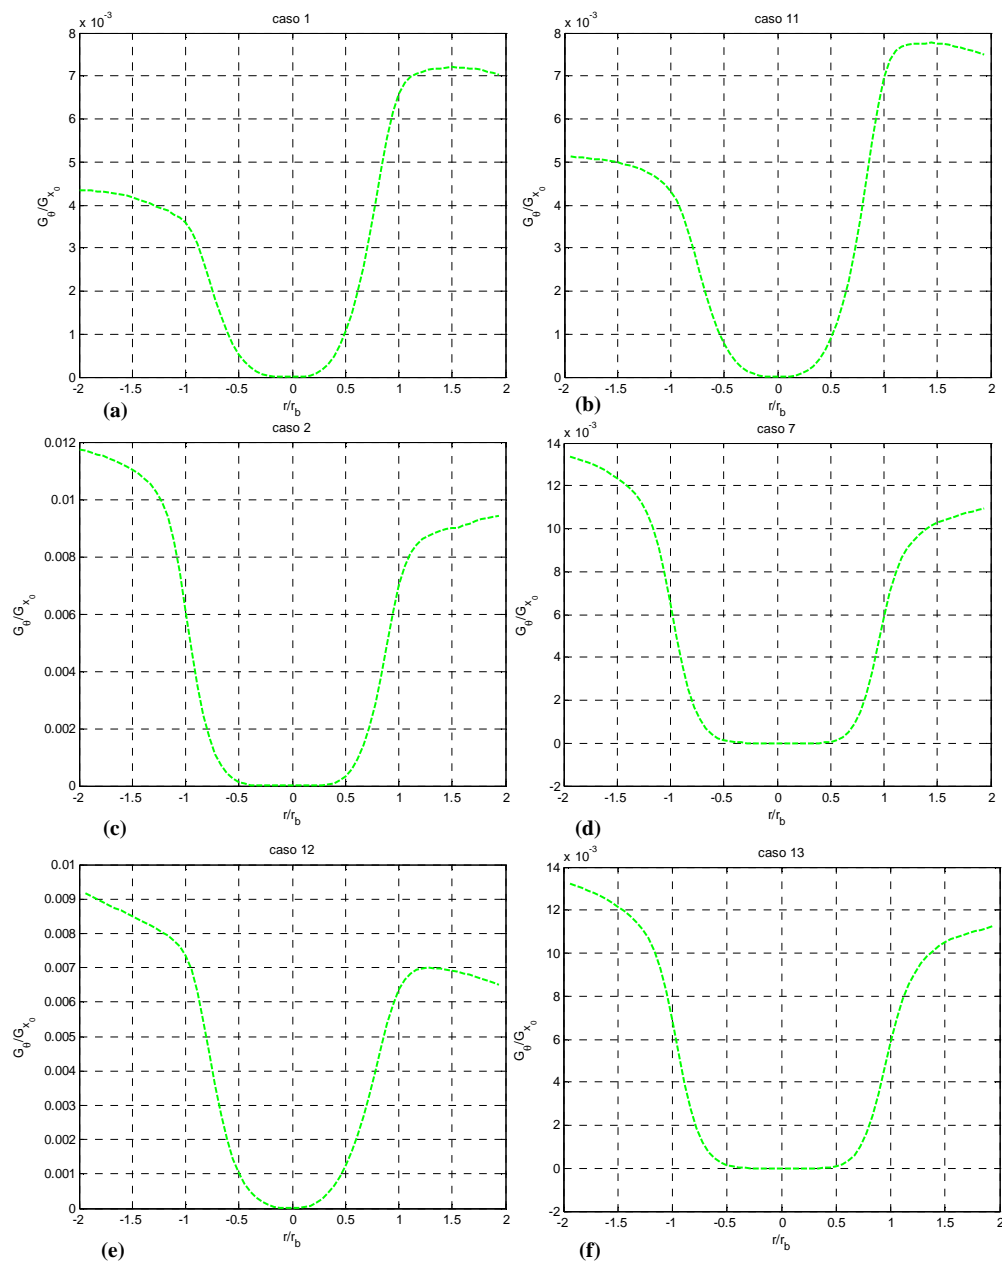 caso 1
x 10⁻³
8
7
6
5
4
3
2
1
0
G_θ/G_x₀
-2 -1.5 -1 -0.5 0 0.5 1 1.5 2
r/r_b
(a)
caso 11
x 10⁻³
8
7
6
5
4
3
2
1
0
G_θ/G_x₀
-2 -1.5 -1 -0.5 0 0.5 1 1.5 2
r/r_b
(b)
caso 2
0.012
0.01
0.008
0.006
0.004
0.002
0
G_θ/G_x₀
-2 -1.5 -1 -0.5 0 0.5 1 1.5 2
r/r_b
(c)
caso 7
x 10⁻³
14
12
10
8
6
4
2
0
-2
G_θ/G_x₀
-2 -1.5 -1 -0.5 0 0.5 1 1.5 2
r/r_b
(d)
caso 12
0.01
0.009
0.008
0.007
0.006
0.005
0.004
0.003
0.002
0.001
0
G_θ/G_x₀
-2 -1.5 -1 -0.5 0 0.5 1 1.5 2
r/r_b
(e)
caso 13
x 10⁻³
14
12
10
8
6
4
2
0
-2
G_θ/G_x₀
-2 -1.5 -1 -0.5 0 0.5 1 1.5 2
r/r_b
(f)